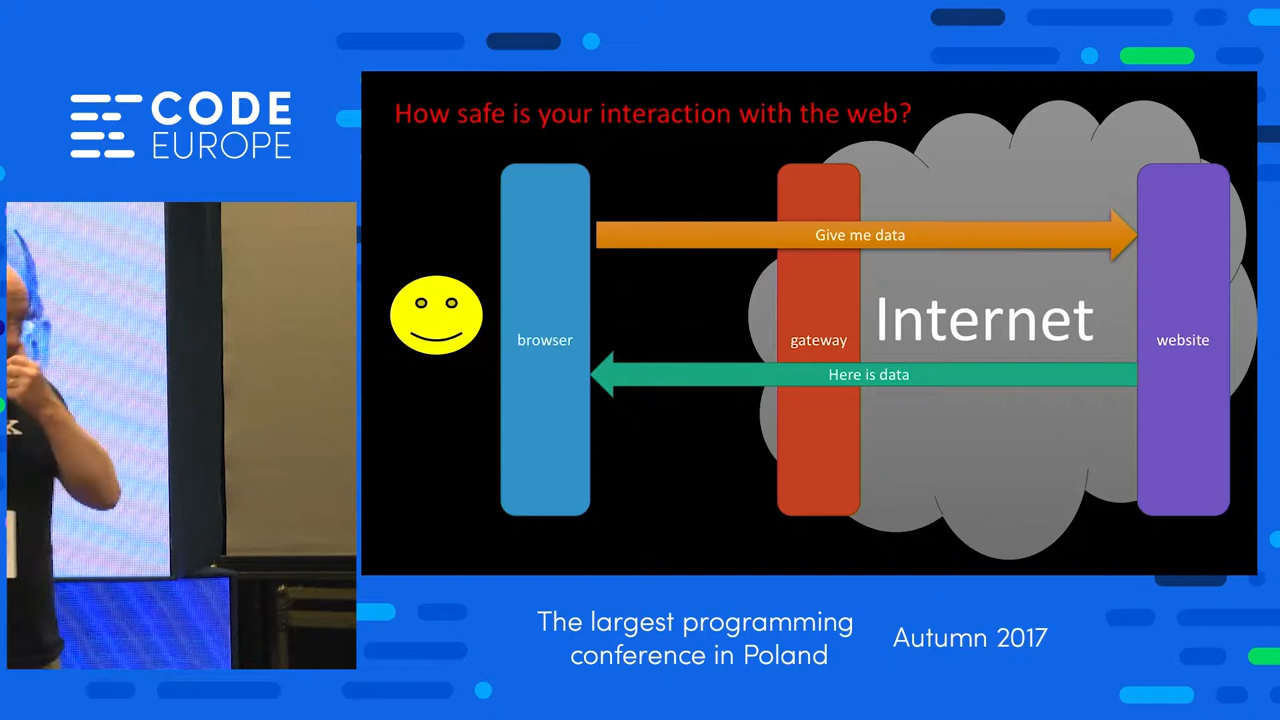 CODE
EUROPE
How safe is your interaction with the web?
Give me data
Internet
browser
gateway
website
Here is data
The largest programming
conference in Poland
Autumn 2017